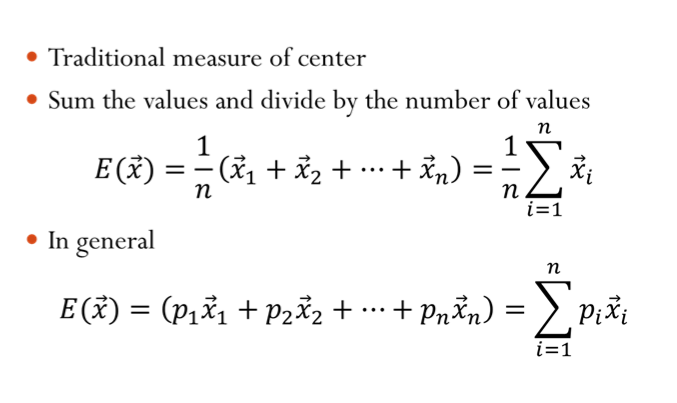 • Traditional measure of center
• Sum the values and divide by the number of values
E(x⃗) = 1/n (x⃗₁ + x⃗₂ + ⋯ + x⃗ₙ) = 1/n ∑ᵢ₌₁ⁿ x⃗ᵢ
• In general
E(x⃗) = (p₁x⃗₁ + p₂x⃗₂ + ⋯ + pₙx⃗ₙ) = ∑ᵢ₌₁ⁿ pᵢx⃗ᵢ